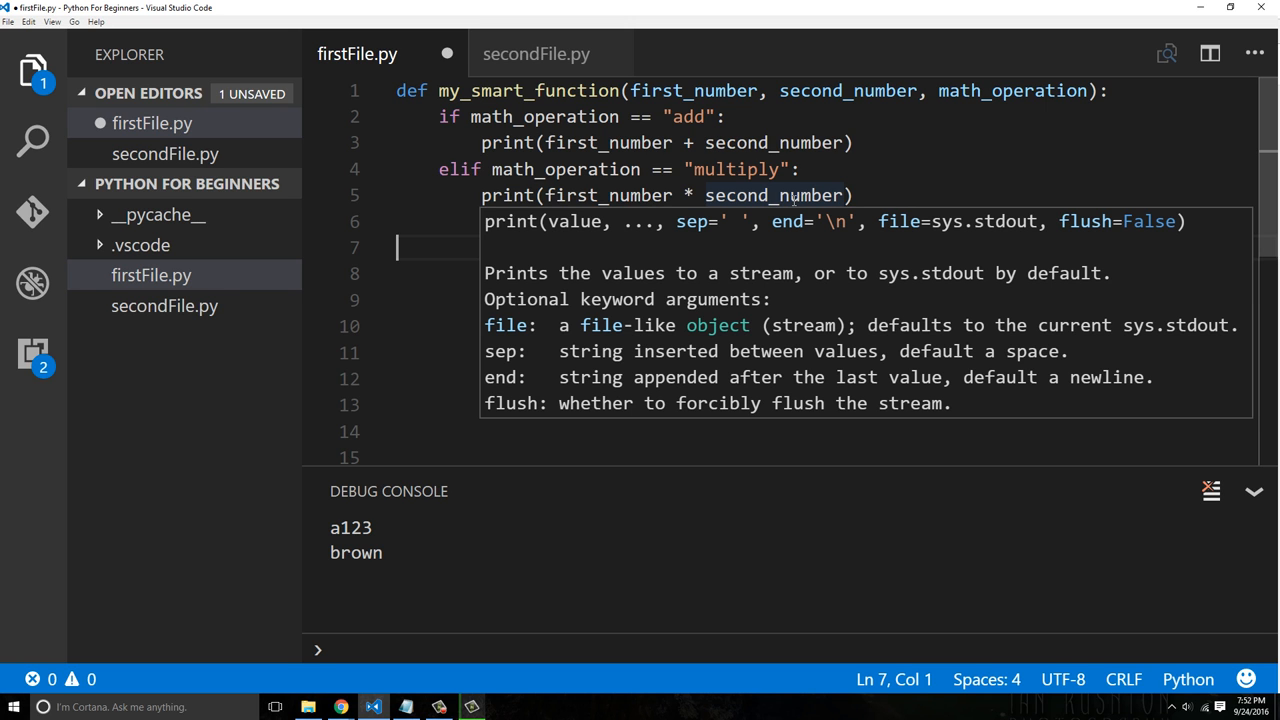 ● firstFile.py - Python For Beginners - Visual Studio Code
File Edit View Go Help
EXPLORER
firstFile.py
secondFile.py
1
OPEN EDITORS 1 UNSAVED
firstFile.py
secondFile.py
PYTHON FOR BEGINNERS
__pycache__
.vscode
firstFile.py
secondFile.py
2
1 def my_smart_function(first_number, second_number, math_operation):
2 if math_operation == "add":
3 print(first_number + second_number)
4 elif math_operation == "multiply":
5 print(first_number * second_number)
6
7
8
9
10
11
12
13
14
15
print(value, ..., sep=' ', end='\n', file=sys.stdout, flush=False)
Prints the values to a stream, or to sys.stdout by default.
Optional keyword arguments:
file: a file-like object (stream); defaults to the current sys.stdout.
sep: string inserted between values, default a space.
end: string appended after the last value, default a newline.
flush: whether to forcibly flush the stream.
DEBUG CONSOLE
a123
brown
0 0
Ln 7, Col 1 Spaces: 4 UTF-8 CRLF Python
I'm Cortana. Ask me anything.
7:52 PM
9/24/2016